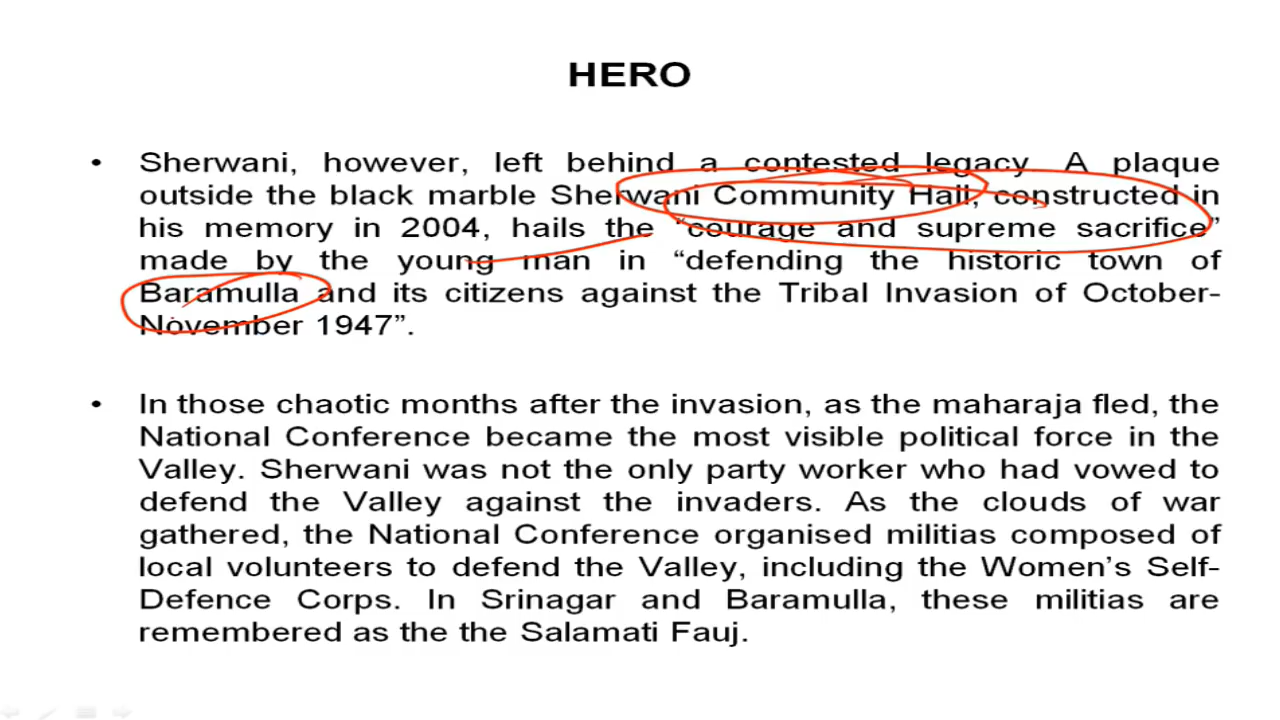 HERO
• Sherwani, however, left behind a contested legacy. A plaque
outside the black marble Sherwani Community Hall, constructed in
his memory in 2004, hails the “courage and supreme sacrifice”
made by the young man in “defending the historic town of
Baramulla and its citizens against the Tribal Invasion of October-
November 1947”.
• In those chaotic months after the invasion, as the maharaja fled, the
National Conference became the most visible political force in the
Valley. Sherwani was not the only party worker who had vowed to
defend the Valley against the invaders. As the clouds of war
gathered, the National Conference organised militias composed of
local volunteers to defend the Valley, including the Women’s Self-
Defence Corps. In Srinagar and Baramulla, these militias are
remembered as the the Salamati Fauj.